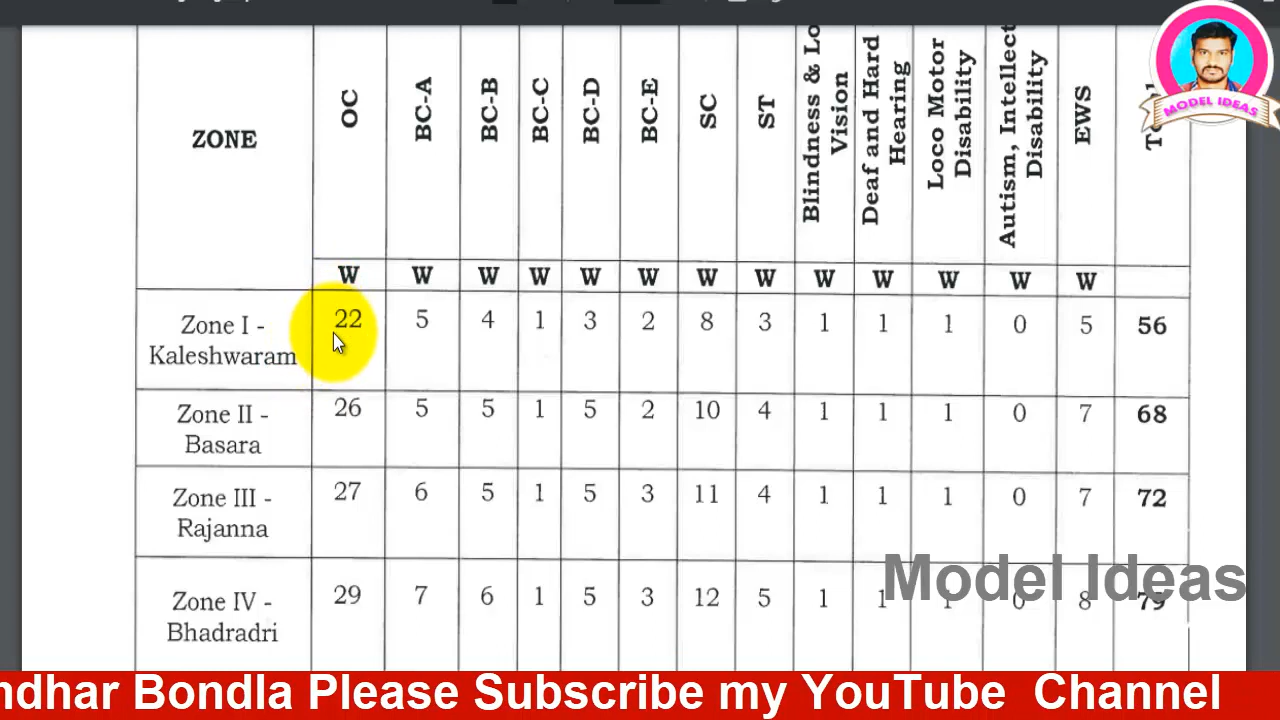 ZONE
OC
BC-A
BC-B
BC-C
BC-D
BC-E
SC
ST
Blindness & Lo
Vision
Deaf and Hard
Hearing
Loco Motor
Disability
Autism, Intellect
Disability
EWS
MODEL IDEAS
W W W W W W W W W W W W W
Zone I - 22 5 4 1 3 2 8 3 1 1 1 0 5 56
Kaleshwaram
Zone II - 26 5 5 1 5 2 10 4 1 1 1 0 7 68
Basara
Zone III - 27 6 5 1 5 3 11 4 1 1 1 0 7 72
Rajanna
Zone IV - 29 7 6 1 5 3 12 5 1 1 1 0 8 79
Bhadradri
Model Ideas
ndhar Bondla Please Subscribe my YouTube Channel